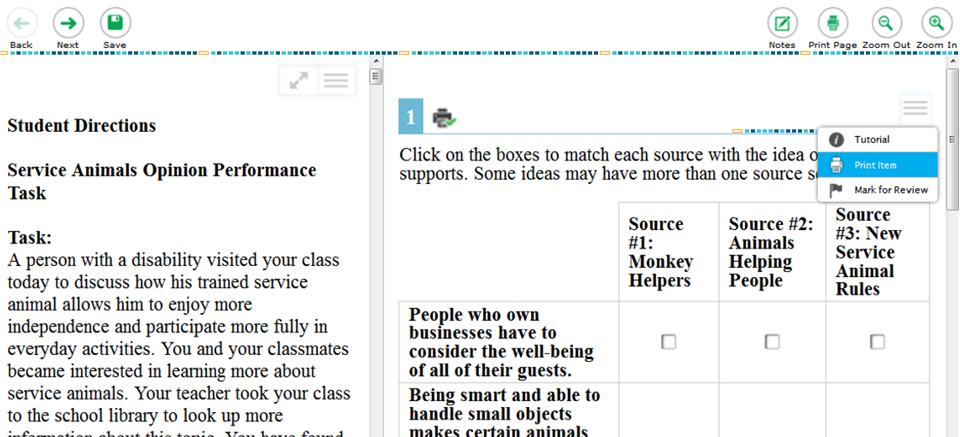 Back Next Save Notes Print Page Zoom Out Zoom In
Student Directions
Service Animals Opinion Performance
Task
Task:
A person with a disability visited your class
today to discuss how his trained service
animal allows him to enjoy more
independence and participate more fully in
everyday activities. You and your classmates
became interested in learning more about
service animals. Your teacher took your class
to the school library to look up more
information about this topic. You have found
1
Click on the boxes to match each source with the idea o
supports. Some ideas may have more than one source s
Tutorial
Print Item
Mark for Review
Source
#1:
Monkey
Helpers
Source #2:
Animals
Helping
People
Source
#3: New
Service
Animal
Rules
People who own
businesses have to
consider the well-being
of all of their guests.
Being smart and able to
handle small objects
makes certain animals